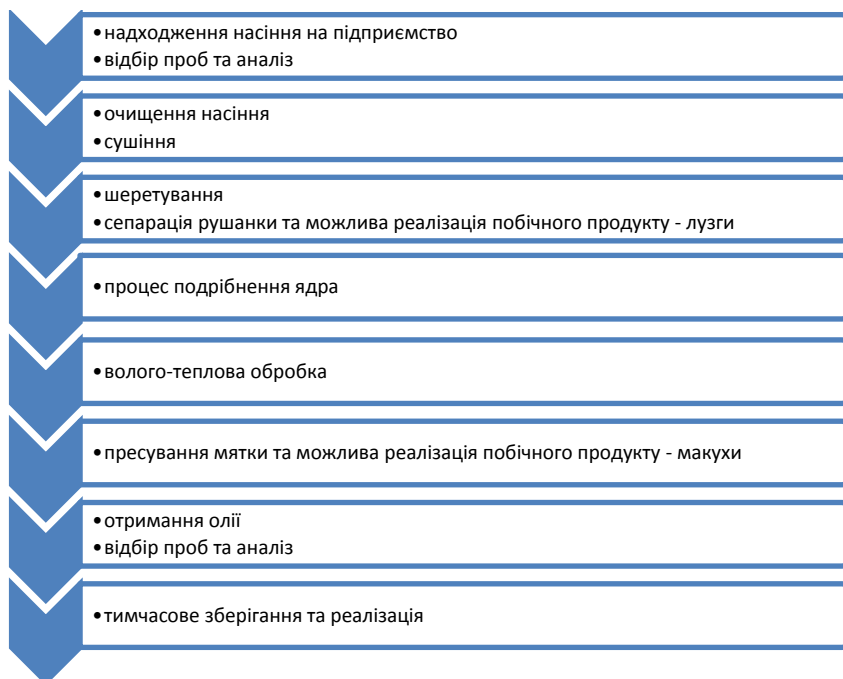 •надходження насіння на підприємство
•відбір проб та аналіз
•очищення насіння
•сушіння
•шеретування
•сепарація рушанки та можлива реалізація побічного продукту - лузги
•процес подрібнення ядра
•волого-теплова обробка
•пресування мятки та можлива реалізація побічного продукту - макухи
•отримання олії
•відбір проб та аналіз
•тимчасове зберігання та реалізація